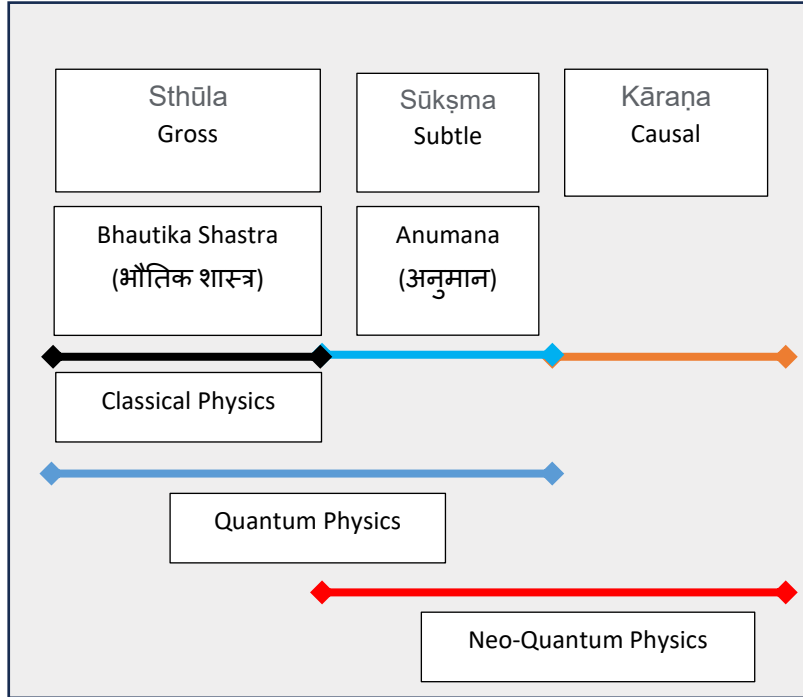 Sthūla
Gross
Sūkṣma
Subtle
Kāraṇa
Causal
Bhautika Shastra
(भौतिक शास्त्र)
Anumana
(अनुमान)
Classical Physics
Quantum Physics
Neo-Quantum Physics